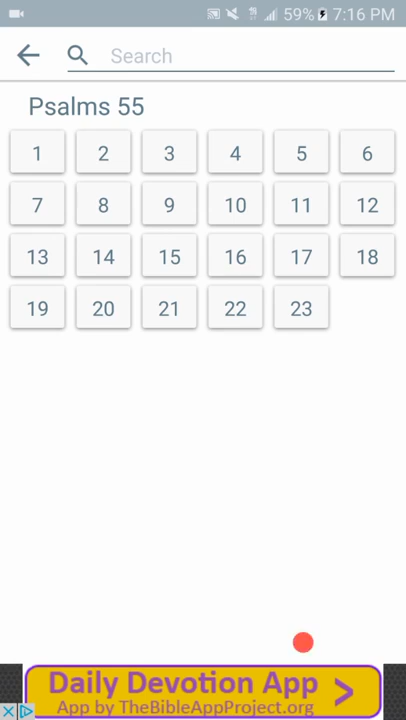 59% 7:16 PM
Search
Psalms 55
1 2 3 4 5 6
7 8 9 10 11 12
13 14 15 16 17 18
19 20 21 22 23
Daily Devotion App >
App by TheBibleAppProject.org